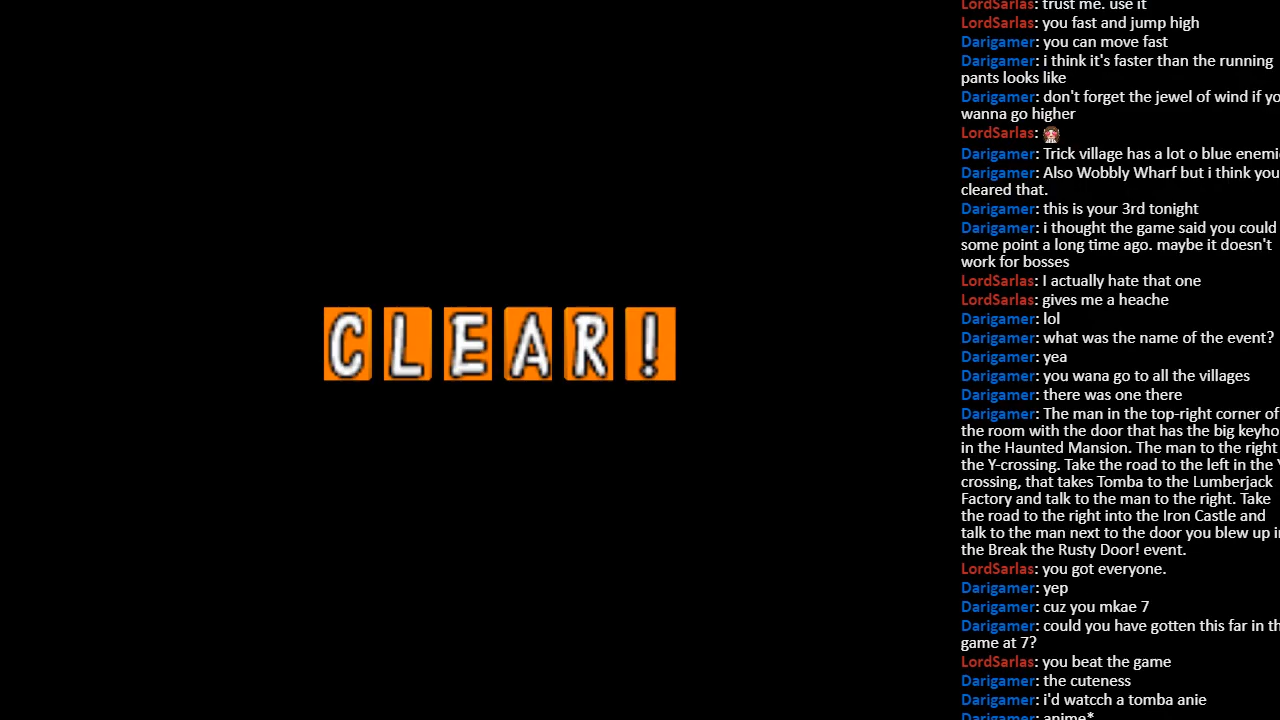 CLEAR!
LordSarlas: trust me. use it
LordSarlas: you fast and jump high
Darigamer: you can move fast
Darigamer: i think it's faster than the running
pants looks like
Darigamer: don't forget the jewel of wind if yo
wanna go higher
LordSarlas:
Darigamer: Trick village has a lot o blue enemi
Darigamer: Also Wobbly Wharf but i think you
cleared that.
Darigamer: this is your 3rd tonight
Darigamer: i thought the game said you could
some point a long time ago. maybe it doesn't
work for bosses
LordSarlas: I actually hate that one
LordSarlas: gives me a heache
Darigamer: lol
Darigamer: what was the name of the event?
Darigamer: yea
Darigamer: you wana go to all the villages
Darigamer: there was one there
Darigamer: The man in the top-right corner of
the room with the door that has the big keyho
in the Haunted Mansion. The man to the right
the Y-crossing. Take the road to the left in the Y
crossing, that takes Tomba to the Lumberjack
Factory and talk to the man to the right. Take
the road to the right into the Iron Castle and
talk to the man next to the door you blew up in
the Break the Rusty Door! event.
LordSarlas: you got everyone.
Darigamer: yep
Darigamer: cuz you mkae 7
Darigamer: could you have gotten this far in th
game at 7?
LordSarlas: you beat the game
Darigamer: the cuteness
Darigamer: i'd watcch a tomba anie
Darigamer: anime*